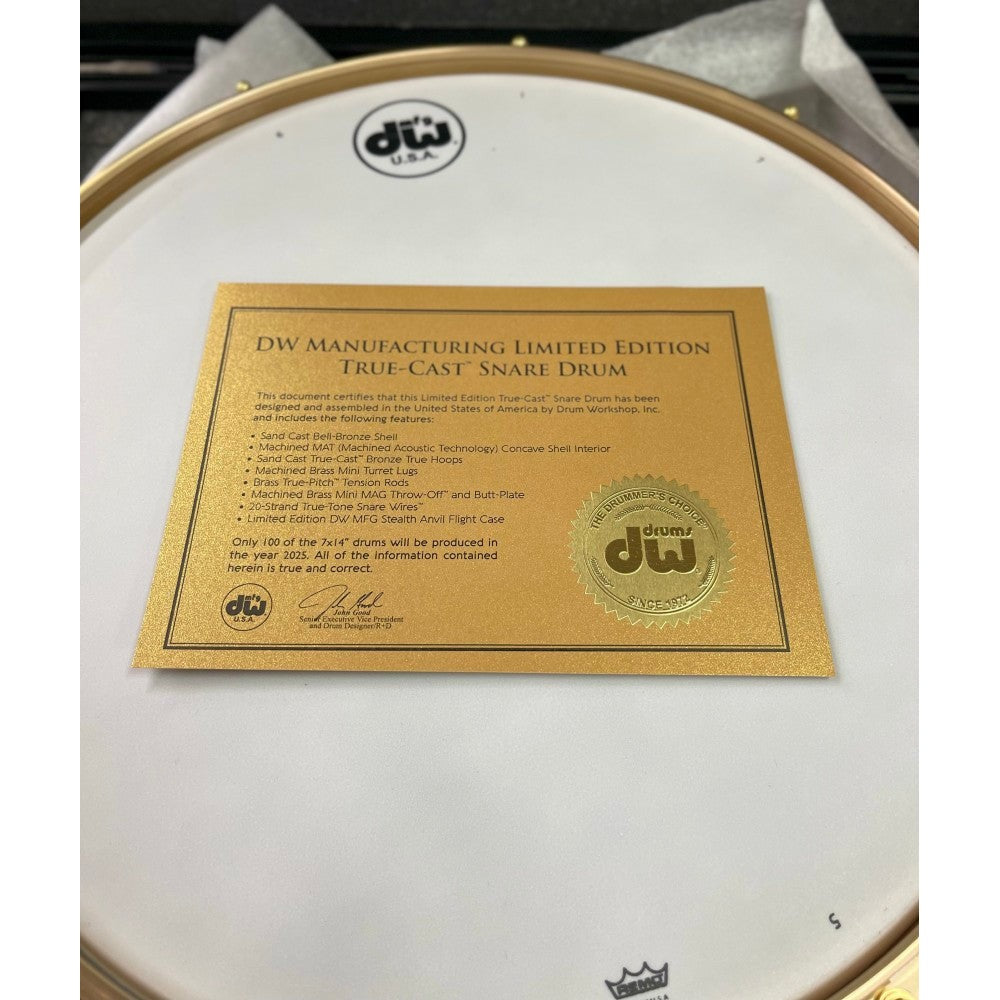 dw mfg
U.S.A.
DW Manufacturing Limited Edition
True-Cast™ Snare Drum
This document certifies that this Limited Edition True-Cast™ Snare Drum has been
designed and assembled in the United States of America by Drum Workshop, Inc.
and includes the following features:
• Sand Cast Bell-Bronze Shell
• Machined MAT (Machined Acoustic Technology) Concave Shell Interior
• Sand Cast True-Cast™ Bronze True Hoops
• Machined Brass Mini Turret Lugs
• Brass True-Pitch™ Tension Rods
• Machined Brass Mini MAG Throw-Off™ and Butt-Plate
• 20-Strand True-Tone Snare Wires™
• Limited Edition DW MFG Stealth Anvil Flight Case
Only 100 of the 7x14" drums will be produced in
the year 2025. All of the information contained
herein is true and correct.
dw mfg
U.S.A.
John Good
John Good
Senior Executive Vice President
and Drum Designer/R+D
THE DRUMMER'S CHOICE®
drums
dw
SINCE 1972
5
REMO
USA